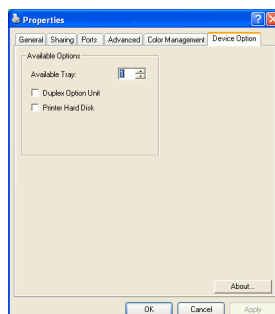 Properties
General Sharing Ports Advanced Color Management Device Option
Available Options
Available Tray: 1
Duplex Option Unit
Printer Hard Disk
About...
OK Cancel Apply